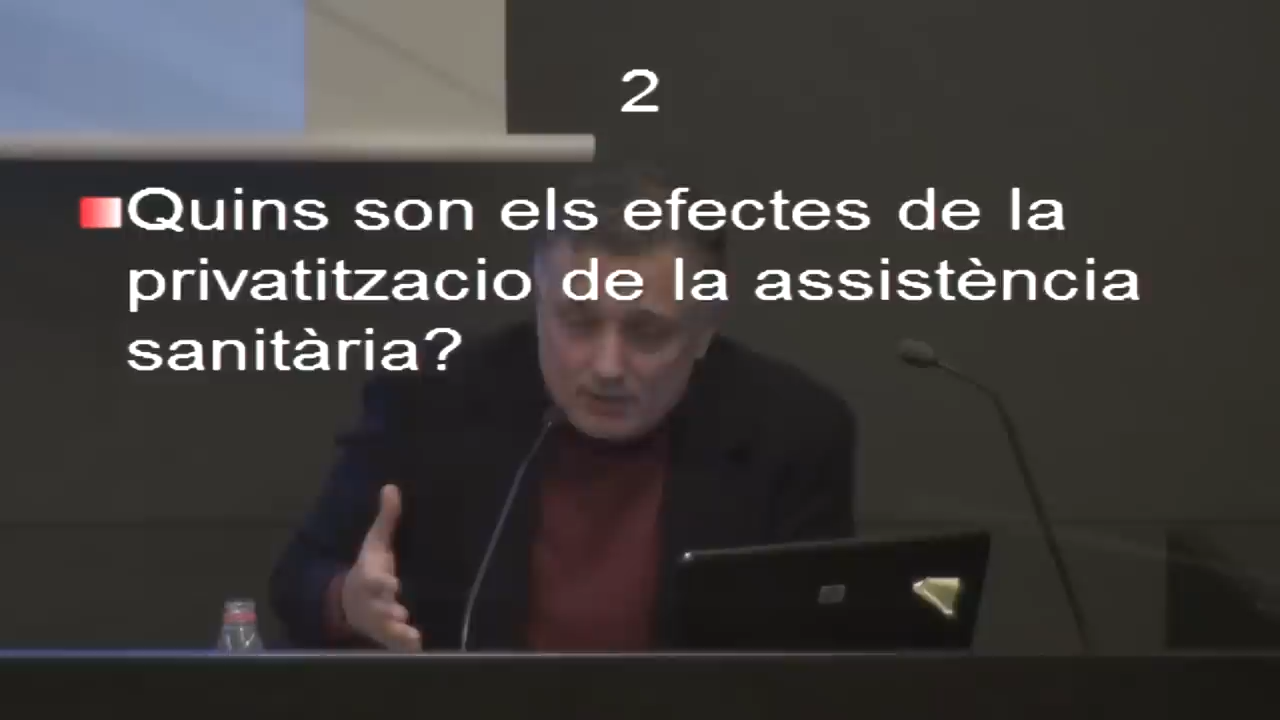 2
Quins son els efectes de la
privatitzacio de la assistència
sanitària?